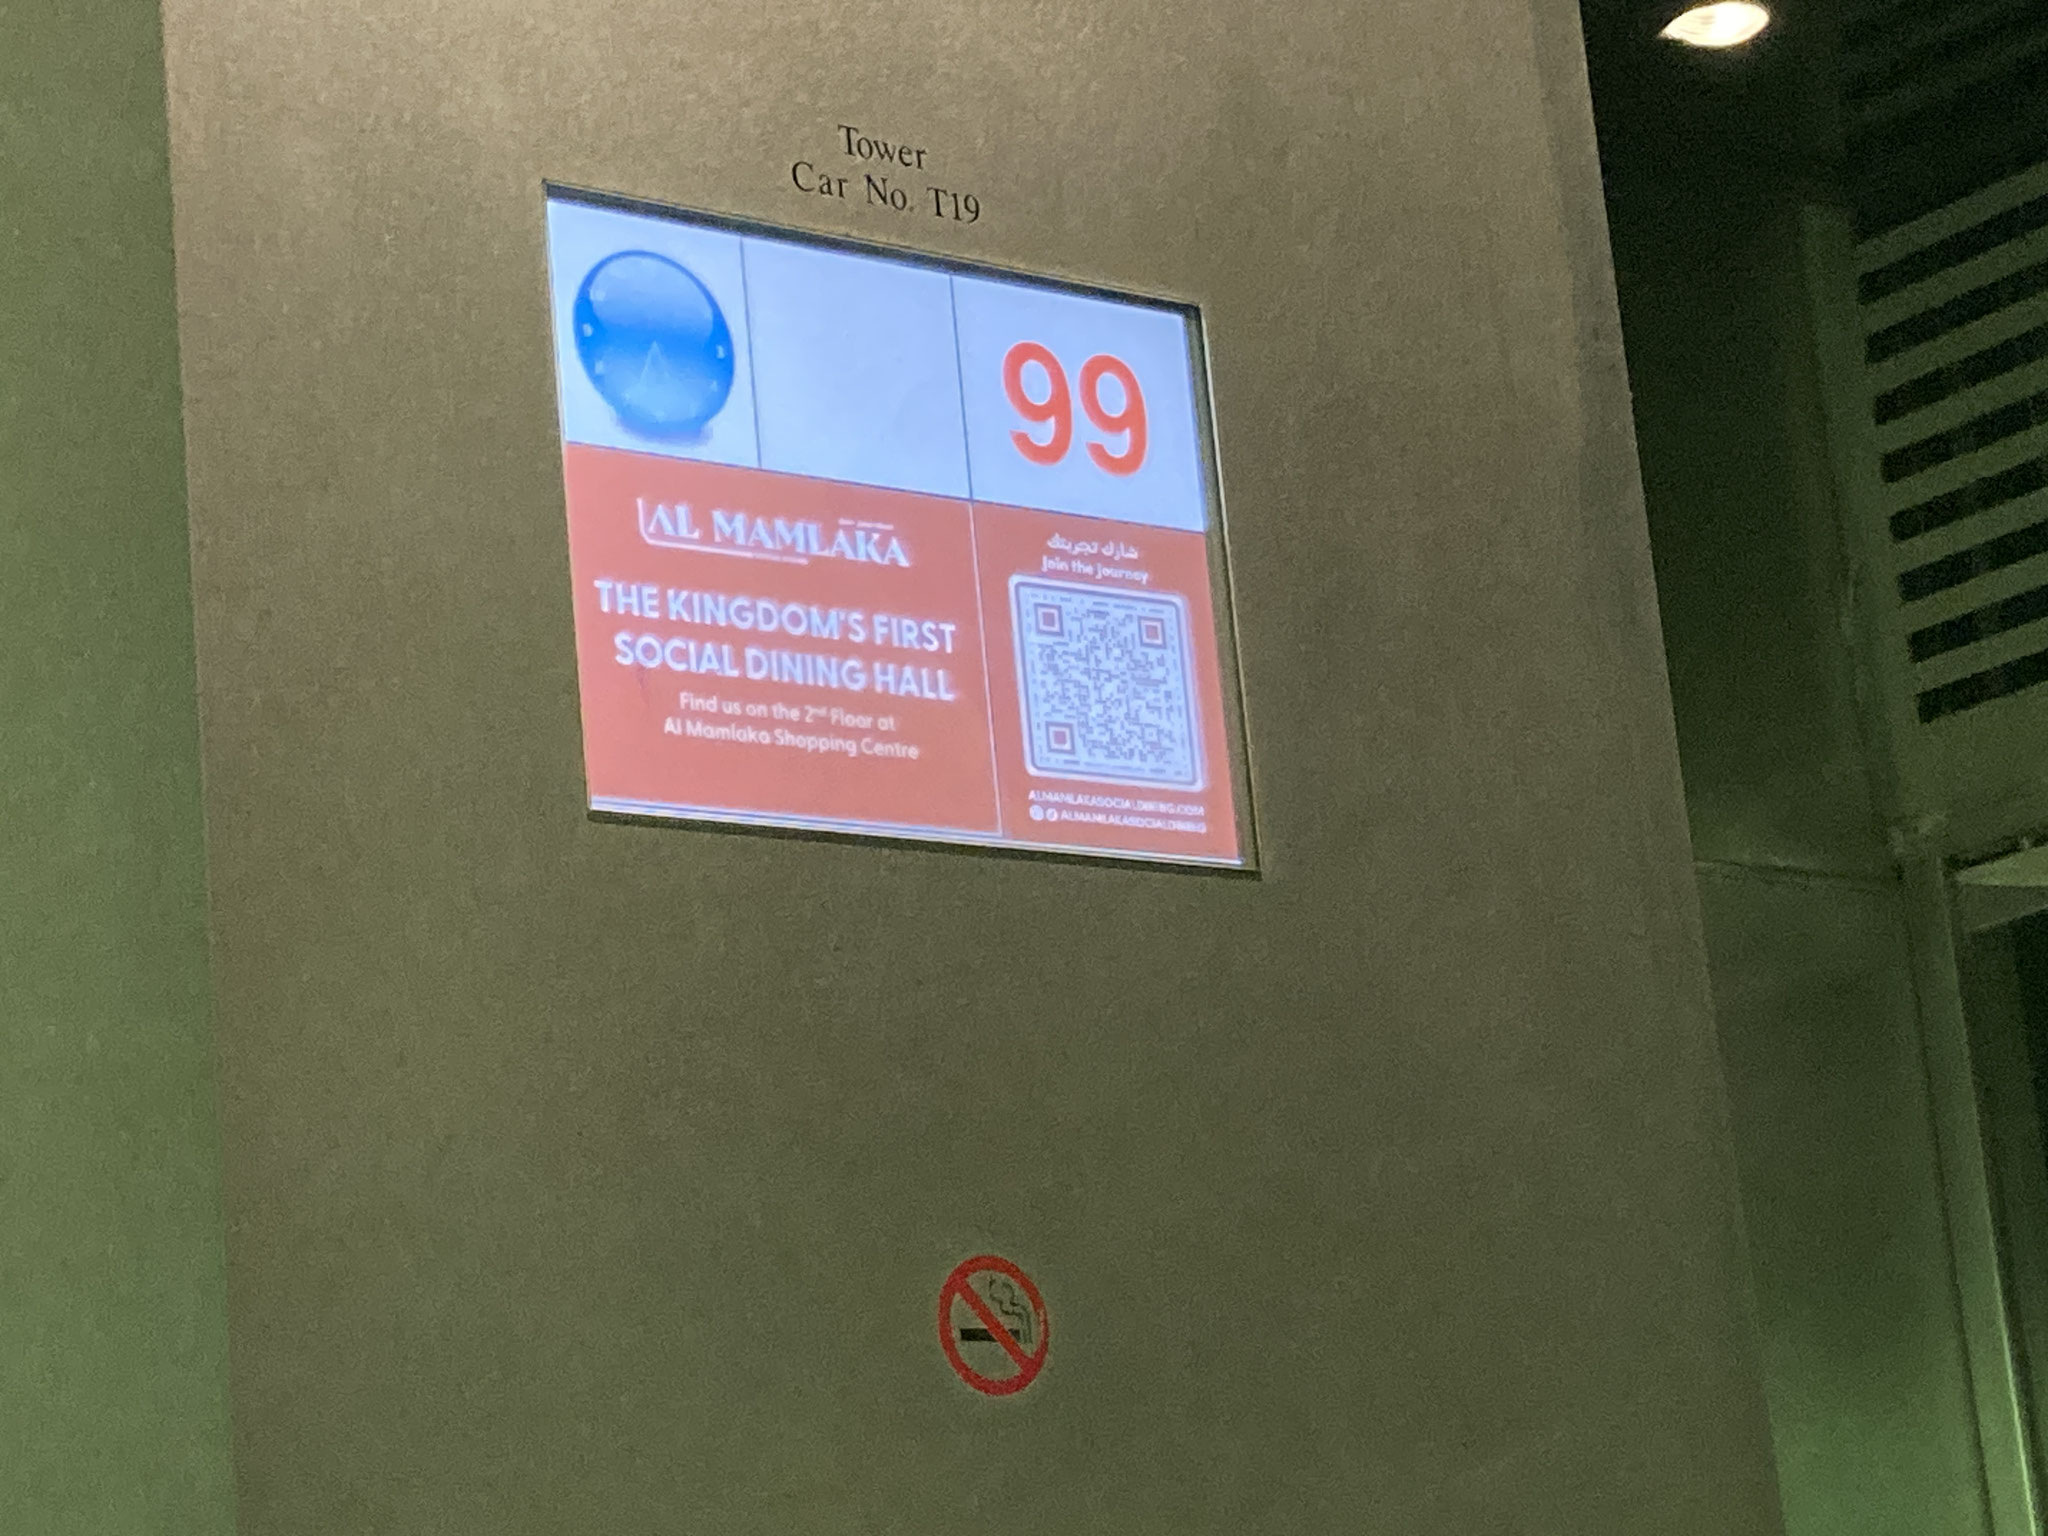 Tower
Car No. T19
99
AL MAMLAKA
THE KINGDOM'S FIRST
SOCIAL DINING HALL
Find us on the 2nd Floor at
Al Mamlaka Shopping Centre
شارك تجربتك
Join the journey
ALMAMLAKASOCIALDINING.COM
ALMAMLAKASOCIALDINING